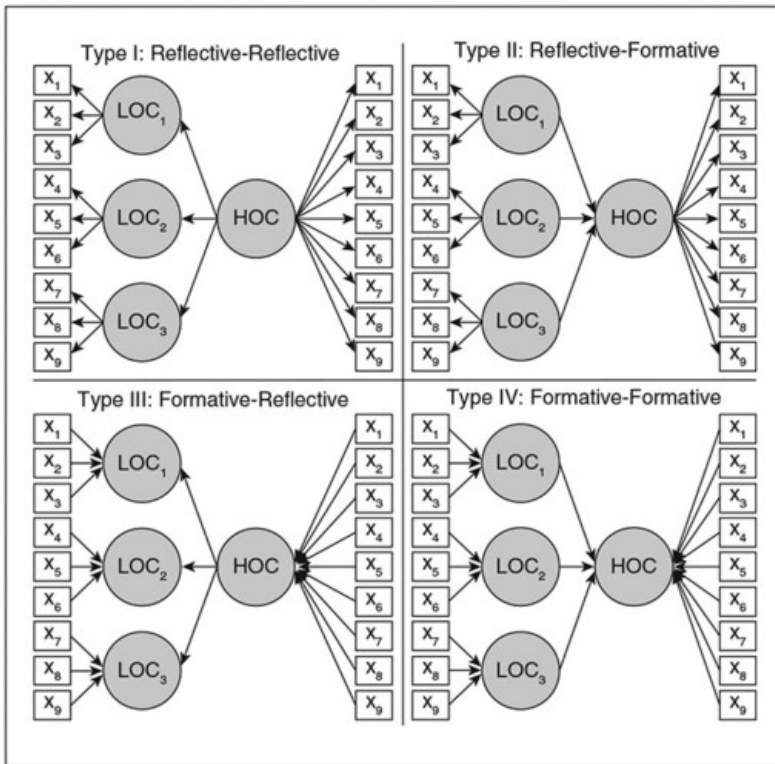 Type I: Reflective-Reflective
X₁
X₂
X₃
X₄
X₅
X₆
X₇
X₈
X₉
LOC₁
LOC₂
LOC₃
HOC
X₁
X₂
X₃
X₄
X₅
X₆
X₇
X₈
X₉
Type II: Reflective-Formative
X₁
X₂
X₃
X₄
X₅
X₆
X₇
X₈
X₉
LOC₁
LOC₂
LOC₃
HOC
X₁
X₂
X₃
X₄
X₅
X₆
X₇
X₈
X₉
Type III: Formative-Reflective
X₁
X₂
X₃
X₄
X₅
X₆
X₇
X₈
X₉
LOC₁
LOC₂
LOC₃
HOC
X₁
X₂
X₃
X₄
X₅
X₆
X₇
X₈
X₉
Type IV: Formative-Formative
X₁
X₂
X₃
X₄
X₅
X₆
X₇
X₈
X₉
LOC₁
LOC₂
LOC₃
HOC
X₁
X₂
X₃
X₄
X₅
X₆
X₇
X₈
X₉